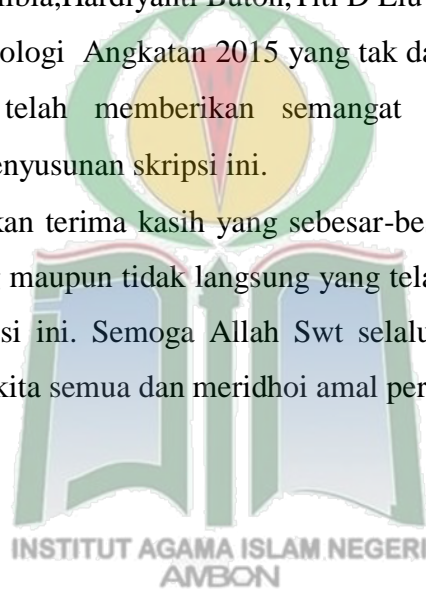 Hardiyanti Buton,Titi D Elu
ologi Angkatan 2015 yang tak da
telah memberikan semangat
enyusunan skripsi ini.
kan terima kasih yang sebesar-be
maupun tidak langsung yang tela
si ini. Semoga Allah Swt selalu
kita semua dan meridhoi amal per
INSTITUT AGAMA ISLAM NEGERI
AMBON